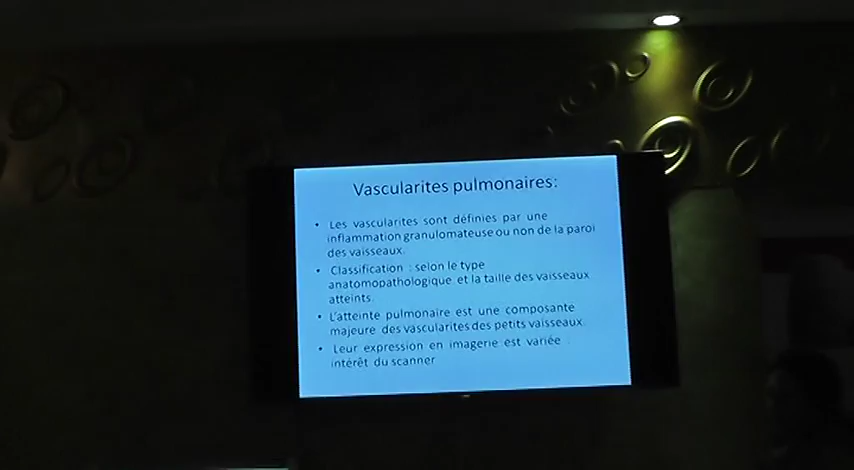 Vascularites pulmonaires:
• Les vascularites sont définies par une
inflammation granulomateuse ou non de la paroi
des vaisseaux.
• Classification : selon le type
anatomopathologique et la taille des vaisseaux
atteints.
• L'atteinte pulmonaire est une composante
majeure des vascularites des petits vaisseaux.
• Leur expression en imagerie est variée :
intérêt du scanner